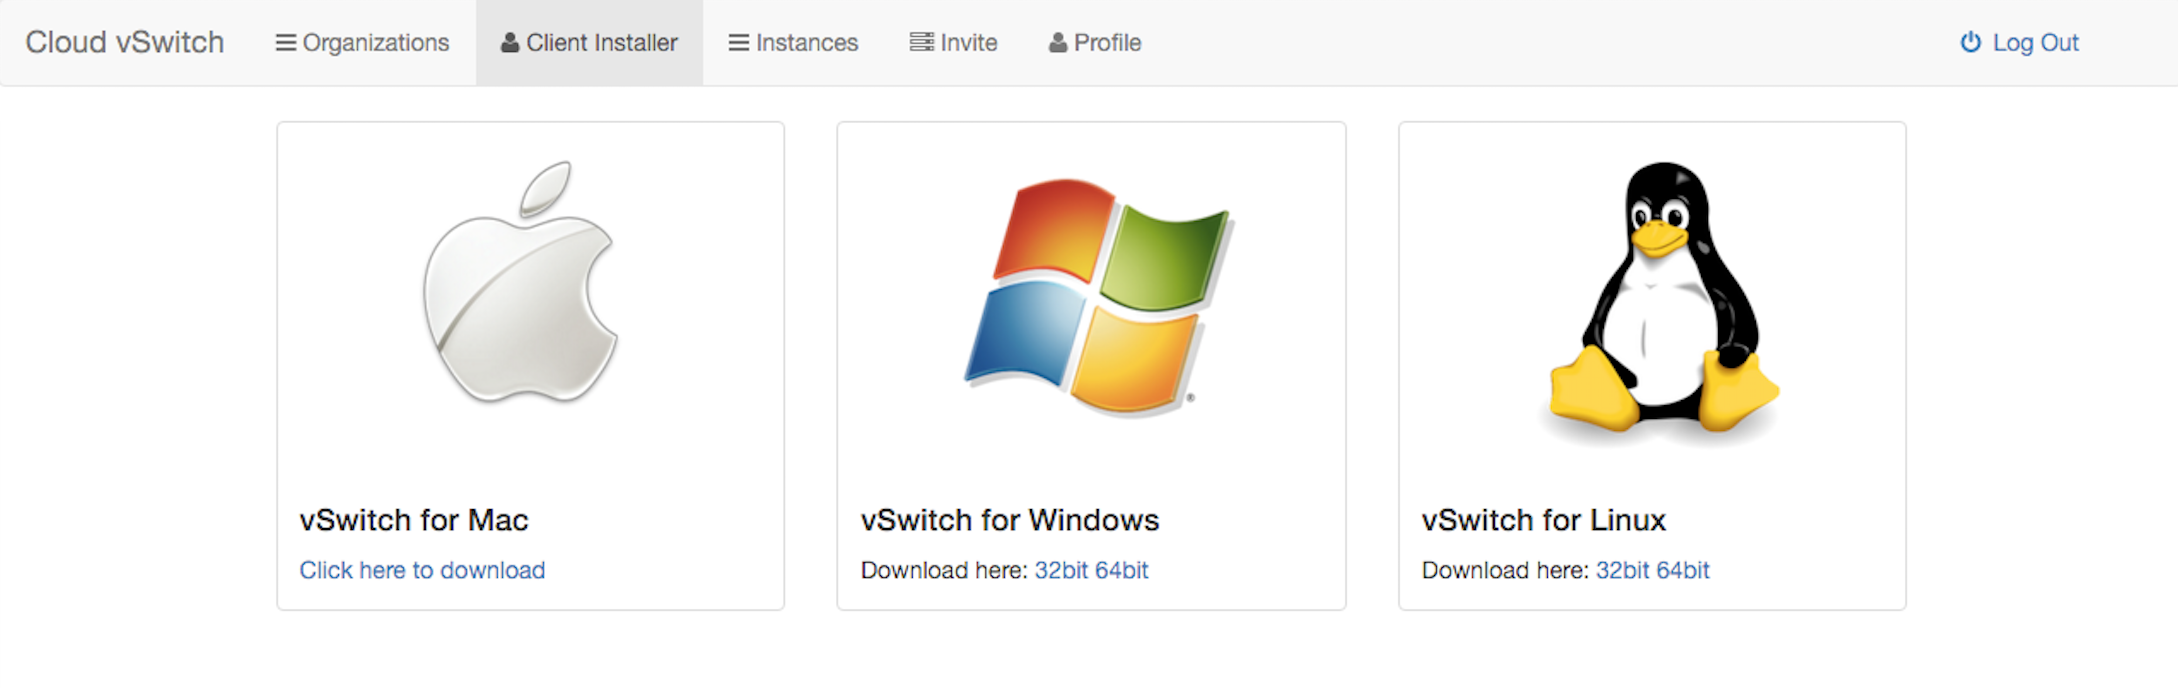 Cloud vSwitch Organizations Client Installer Instances Invite Profile Log Out
vSwitch for Mac
Click here to download
vSwitch for Windows
Download here: 32bit 64bit
vSwitch for Linux
Download here: 32bit 64bit